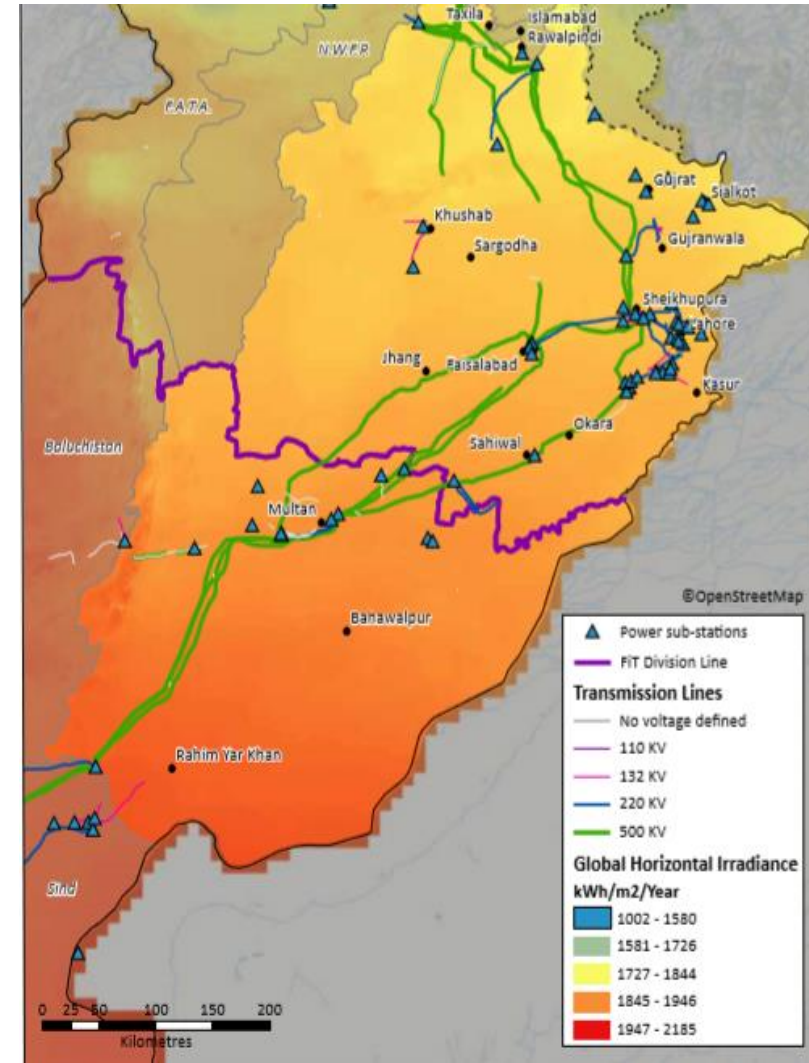 Taxila
Islamabad
Rawalpindi
N.W.F.P.
F.A.T.A.
Gujrat
Sialkot
Khushab
Sargodha
Gujranwala
Sheikhupura
Lahore
Jhang
Faisalabad
Kasur
Baluchistan
Okara
Sahiwal
Multan
©OpenStreetMap
Bahawalpur
Rahim Yar Khan
Sind
Power sub-stations
FiT Division Line
Transmission Lines
No voltage defined
110 KV
132 KV
220 KV
500 KV
Global Horizontal Irradiance
kWh/m2/Year
1002 - 1580
1581 - 1726
1727 - 1844
1845 - 1946
1947 - 2185
0 25 50 100 150 200
Kilometres